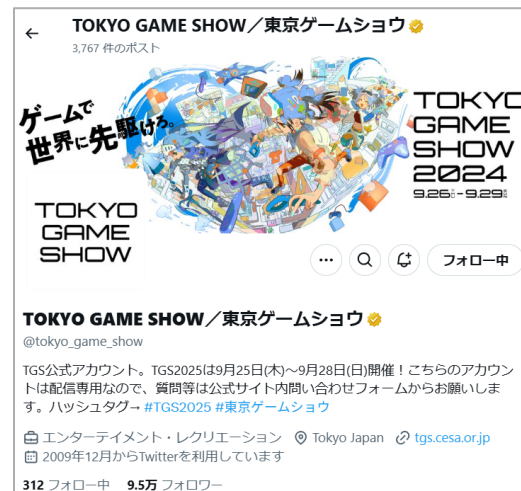 TOKYO GAME SHOW／東京ゲームショウ
3,767 件のポスト
ゲームで
世界に先駆けろ。
TOKYO
GAME
SHOW
2024
9.26 - 9.29
TOKYO
GAME
SHOW
フォロー中
TOKYO GAME SHOW／東京ゲームショウ
@tokyo_game_show
TGS公式アカウント。TGS2025は9月25日(木)～9月28日(日)開催！こちらのアカウン
トは配信専用なので、質問等は公式サイト内問い合わせフォームからお願いしま
す。ハッシュタグ→ #TGS2025 #東京ゲームショウ
エンターテイメント・レクリエーション Tokyo Japan tgs.cesa.or.jp
2009年12月からTwitterを利用しています
312 フォロー中 9.5万 フォロワー